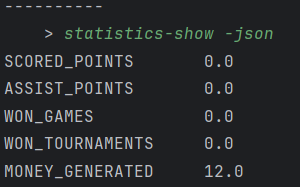 ----------
> statistics-show -json
SCORED_POINTS 0.0
ASSIST_POINTS 0.0
WON_GAMES 0.0
WON_TOURNAMENTS 0.0
MONEY_GENERATED 12.0